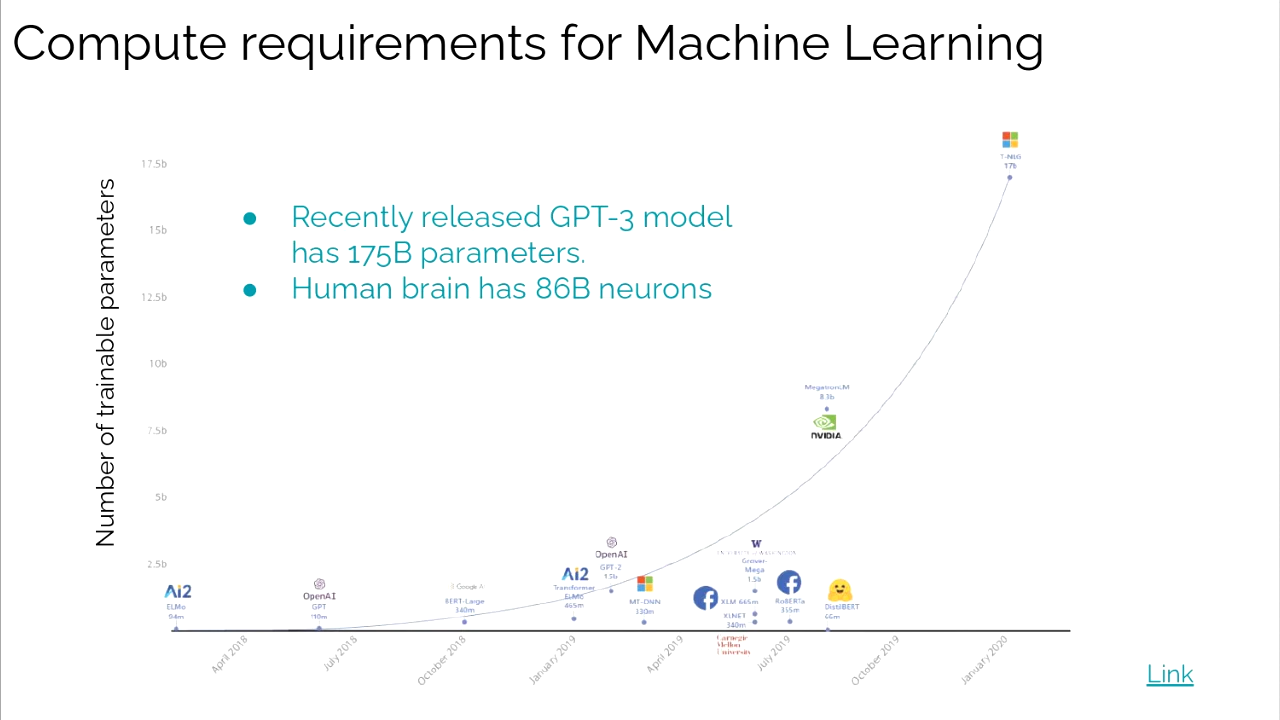 Compute requirements for Machine Learning
Number of trainable parameters
17.5b
15b
12.5b
10b
7.5b
5b
2.5b
Recently released GPT-3 model
has 175B parameters.
Human brain has 86B neurons
T-NLG
17b
MegatronLM
8.3b
NVIDIA
Ai2
ELMo
94m
OpenAI
GPT
110m
Google AI
BERT-Large
340m
Ai2
Transformer
ELMo
465m
OpenAI
GPT-2
1.5b
MT-DNN
330m
XLM 665m
W
UNIVERSITY of WASHINGTON
Grover-
Mega
1.5b
XLNET
340m
Carnegie
Mellon
University
RoBERTa
355m
DistilBERT
66m
April 2018
July 2018
October 2018
January 2019
April 2019
July 2019
October 2019
January 2020
Link